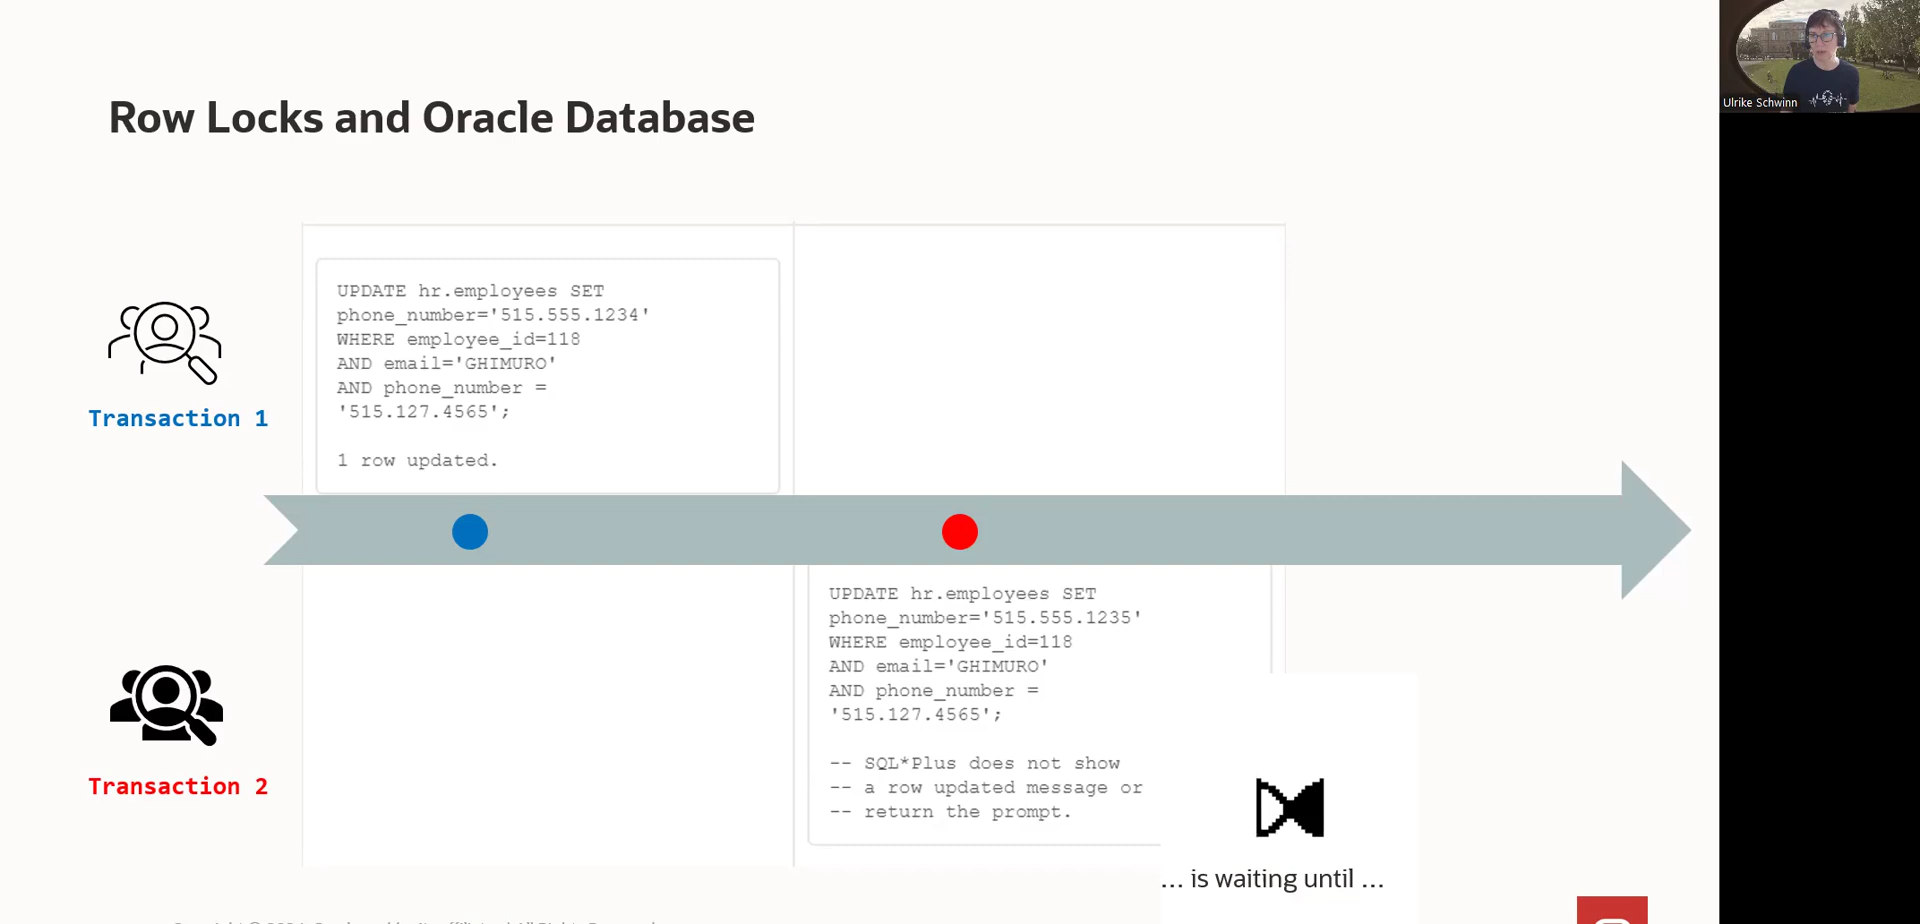 Row Locks and Oracle Database
Ulrike Schwinn
UPDATE hr.employees SET
phone_number='515.555.1234'
WHERE employee_id=118
AND email='GHIMURO'
AND phone_number =
'515.127.4565';
1 row updated.
Transaction 1
UPDATE hr.employees SET
phone_number='515.555.1235'
WHERE employee_id=118
AND email='GHIMURO'
AND phone_number =
'515.127.4565';
-- SQL*Plus does not show
-- a row updated message or
-- return the prompt.
Transaction 2
... is waiting until ...